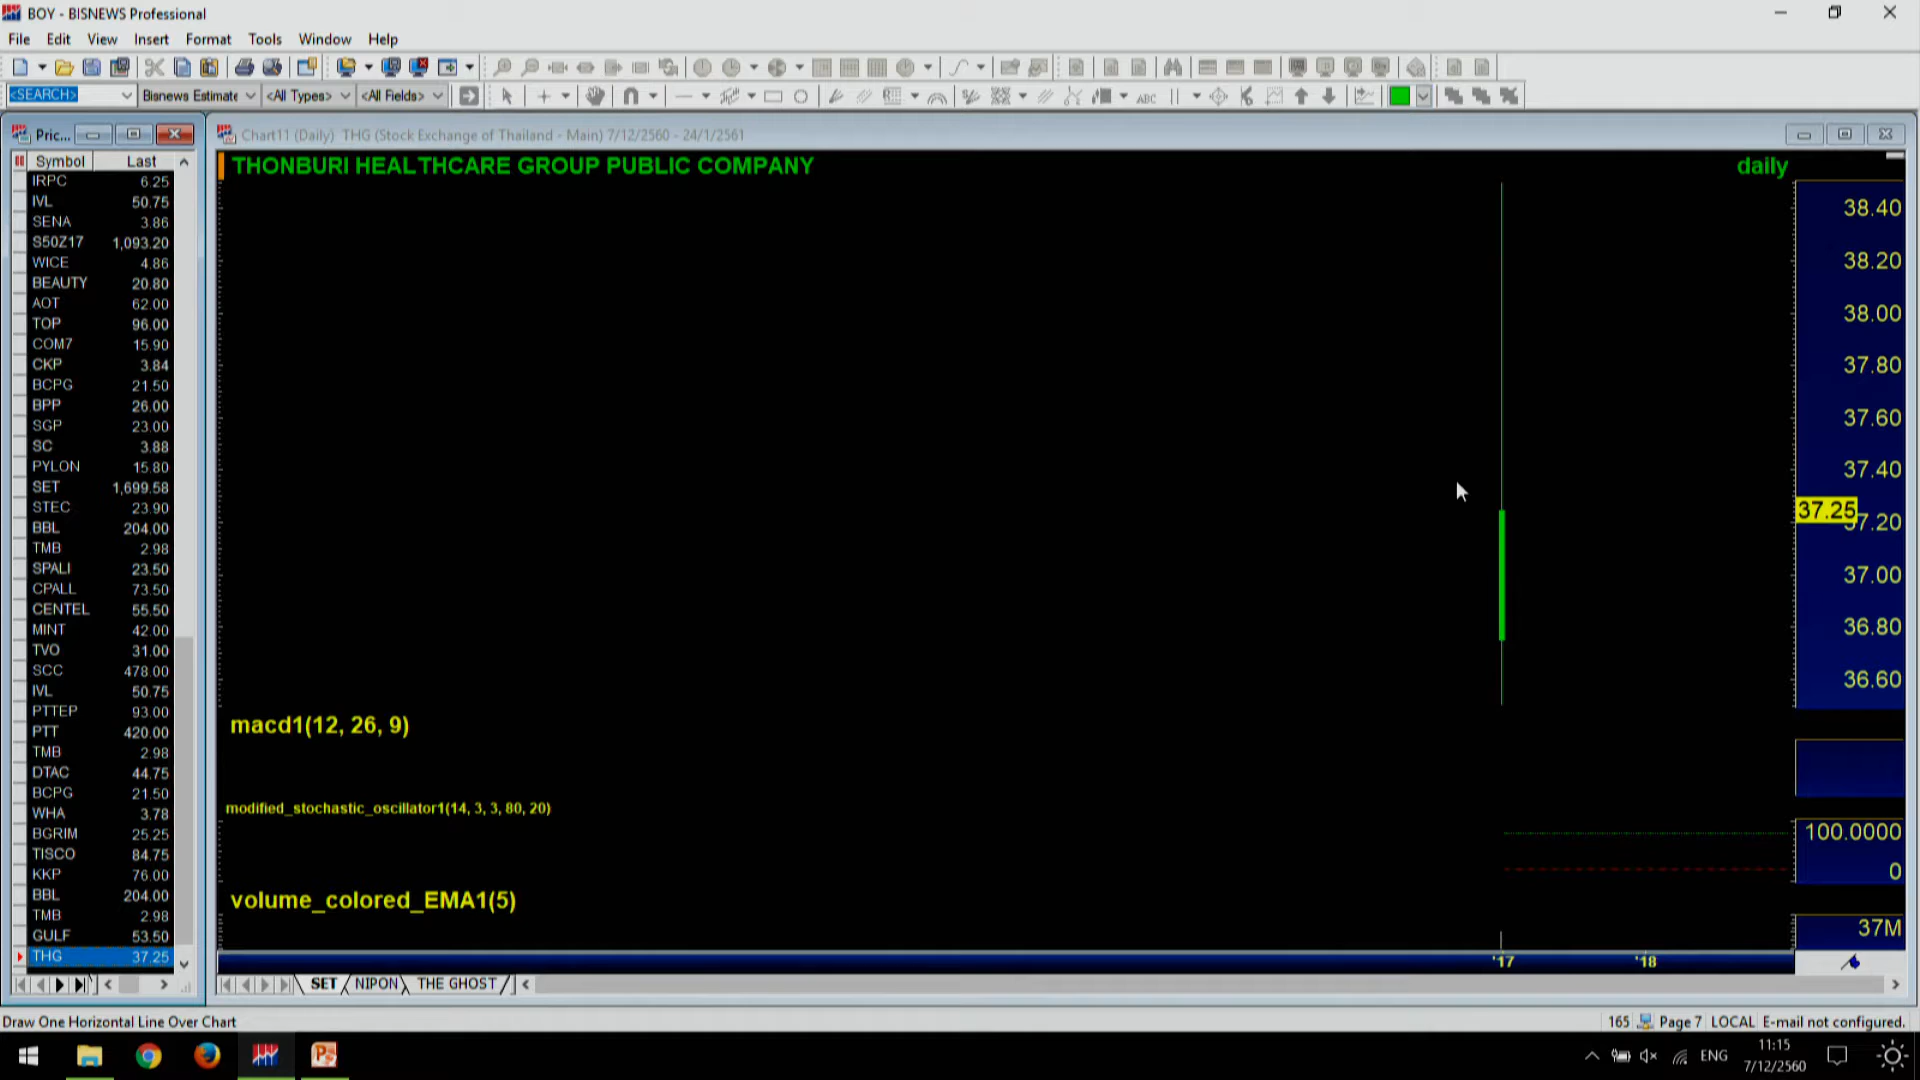 BOY - BISNEWS Professional
File Edit View Insert Format Tools Window Help
<SEARCH> Bisnews Estimate <All Types> <All Fields>
ABC
Pric...
Chart11 (Daily) THG (Stock Exchange of Thailand - Main) 7/12/2560 - 24/1/2561
Symbol Last
IRPC 6.25
IVL 50.75
SENA 3.86
S50Z17 1,093.20
WICE 4.86
BEAUTY 20.80
AOT 62.00
TOP 96.00
COM7 15.90
CKP 3.84
BCPG 21.50
BPP 26.00
SGP 23.00
SC 3.88
PYLON 15.80
SET 1,699.58
STEC 23.90
BBL 204.00
TMB 2.98
SPALI 23.50
CPALL 73.50
CENTEL 55.50
MINT 42.00
TVO 31.00
SCC 478.00
IVL 50.75
PTTEP 93.00
PTT 420.00
TMB 2.98
DTAC 44.75
BCPG 21.50
WHA 3.78
BGRIM 25.25
TISCO 84.75
KKP 76.00
BBL 204.00
TMB 2.98
GULF 53.50
THG 37.25
THONBURI HEALTHCARE GROUP PUBLIC COMPANY daily
38.40
38.20
38.00
37.80
37.60
37.40
37.25
37.20
37.00
36.80
36.60
macd1(12, 26, 9)
modified_stochastic_oscillator1(14, 3, 3, 80, 20)
100.0000
0
volume_colored_EMA1(5)
37M
'17 '18
SET NIPON THE GHOST
Draw One Horizontal Line Over Chart
165 Page 7 LOCAL E-mail not configured.
ENG
11:15
7/12/2560